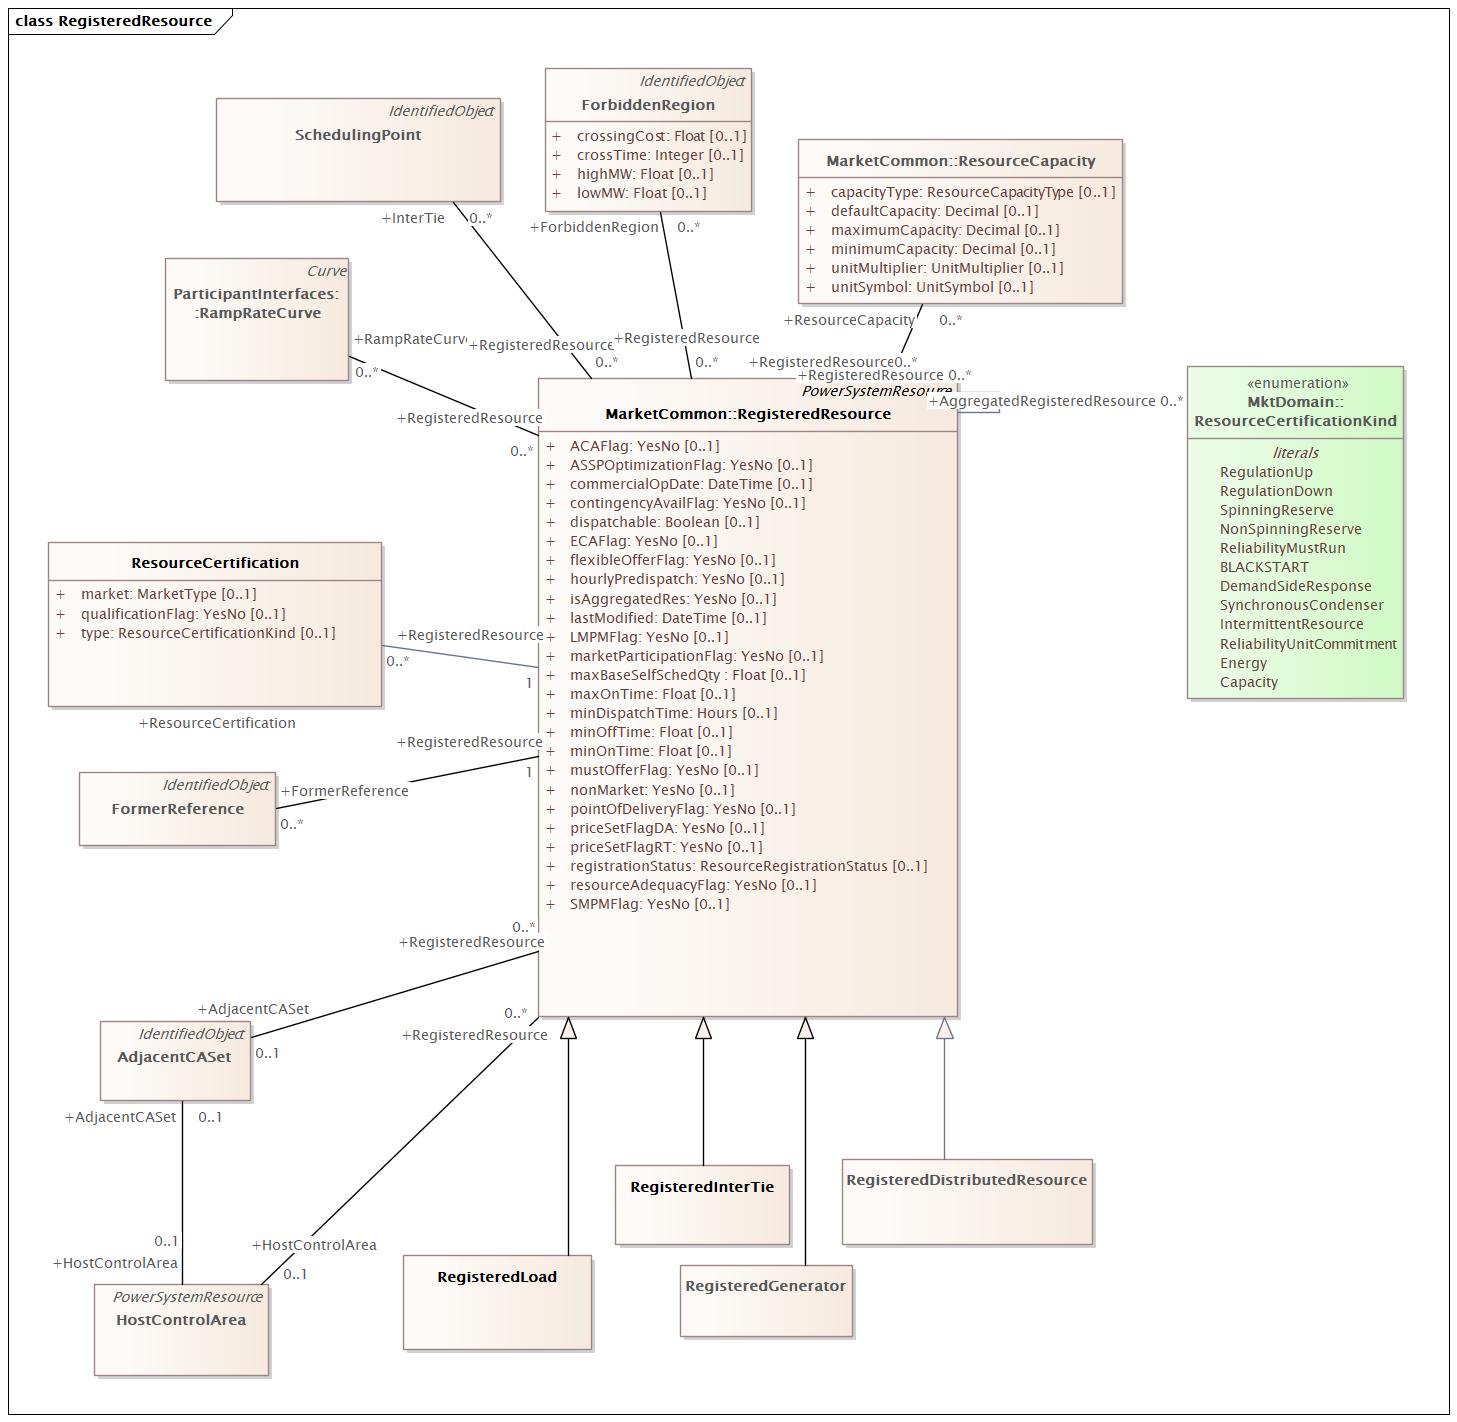 class RegisteredResource
IdentifiedObject
SchedulingPoint
IdentifiedObject
ForbiddenRegion
+ crossingCost: Float [0..1]
+ crossTime: Integer [0..1]
+ highMW: Float [0..1]
+ lowMW: Float [0..1]
MarketCommon::ResourceCapacity
+ capacityType: ResourceCapacityType [0..1]
+ defaultCapacity: Decimal [0..1]
+ maximumCapacity: Decimal [0..1]
+ minimumCapacity: Decimal [0..1]
+ unitMultiplier: UnitMultiplier [0..1]
+ unitSymbol: UnitSymbol [0..1]
+InterTie 0..*
+ForbiddenRegion 0..*
Curve
ParticipantInterfaces:
:RampRateCurve
+ResourceCapacity 0..*
+RampRateCurve
0..*
+RegisteredResource
0..*
+RegisteredResource
0..*
+RegisteredResource 0..*
+RegisteredResource 0..*
+AggregatedRegisteredResource 0..*
+RegisteredResource
0..*
PowerSystemResource
MarketCommon::RegisteredResource
+ ACAFlag: YesNo [0..1]
+ ASSPOptimizationFlag: YesNo [0..1]
+ commercialOpDate: DateTime [0..1]
+ contingencyAvailFlag: YesNo [0..1]
+ dispatchable: Boolean [0..1]
+ ECAFlag: YesNo [0..1]
+ flexibleOfferFlag: YesNo [0..1]
+ hourlyPredispatch: YesNo [0..1]
+ isAggregatedRes: YesNo [0..1]
+ lastModified: DateTime [0..1]
+ LMPMFlag: YesNo [0..1]
+ marketParticipationFlag: YesNo [0..1]
+ maxBaseSelfSchedQty : Float [0..1]
+ maxOnTime: Float [0..1]
+ minDispatchTime: Hours [0..1]
+ minOffTime: Float [0..1]
+ minOnTime: Float [0..1]
+ mustOfferFlag: YesNo [0..1]
+ nonMarket: YesNo [0..1]
+ pointOfDeliveryFlag: YesNo [0..1]
+ priceSetFlagDA: YesNo [0..1]
+ priceSetFlagRT: YesNo [0..1]
+ registrationStatus: ResourceRegistrationStatus [0..1]
+ resourceAdequacyFlag: YesNo [0..1]
+ SMPMFlag: YesNo [0..1]
«enumeration»
MktDomain::
ResourceCertificationKind
literals
RegulationUp
RegulationDown
SpinningReserve
NonSpinningReserve
ReliabilityMustRun
BLACKSTART
DemandSideResponse
SynchronousCondenser
IntermittentResource
ReliabilityUnitCommitment
Energy
Capacity
ResourceCertification
+ market: MarketType [0..1]
+ qualificationFlag: YesNo [0..1]
+ type: ResourceCertificationKind [0..1]
+RegisteredResource
0..*
1
+ResourceCertification
+RegisteredResource
1
IdentifiedObject
FormerReference
+FormerReference
0..*
0..*
+RegisteredResource
+AdjacentCASet
0..1
IdentifiedObject
AdjacentCASet
0..*
+RegisteredResource
+AdjacentCASet 0..1
0..1
+HostControlArea
+HostControlArea
0..1
PowerSystemResource
HostControlArea
RegisteredInterTie
RegisteredDistributedResource
RegisteredLoad
RegisteredGenerator